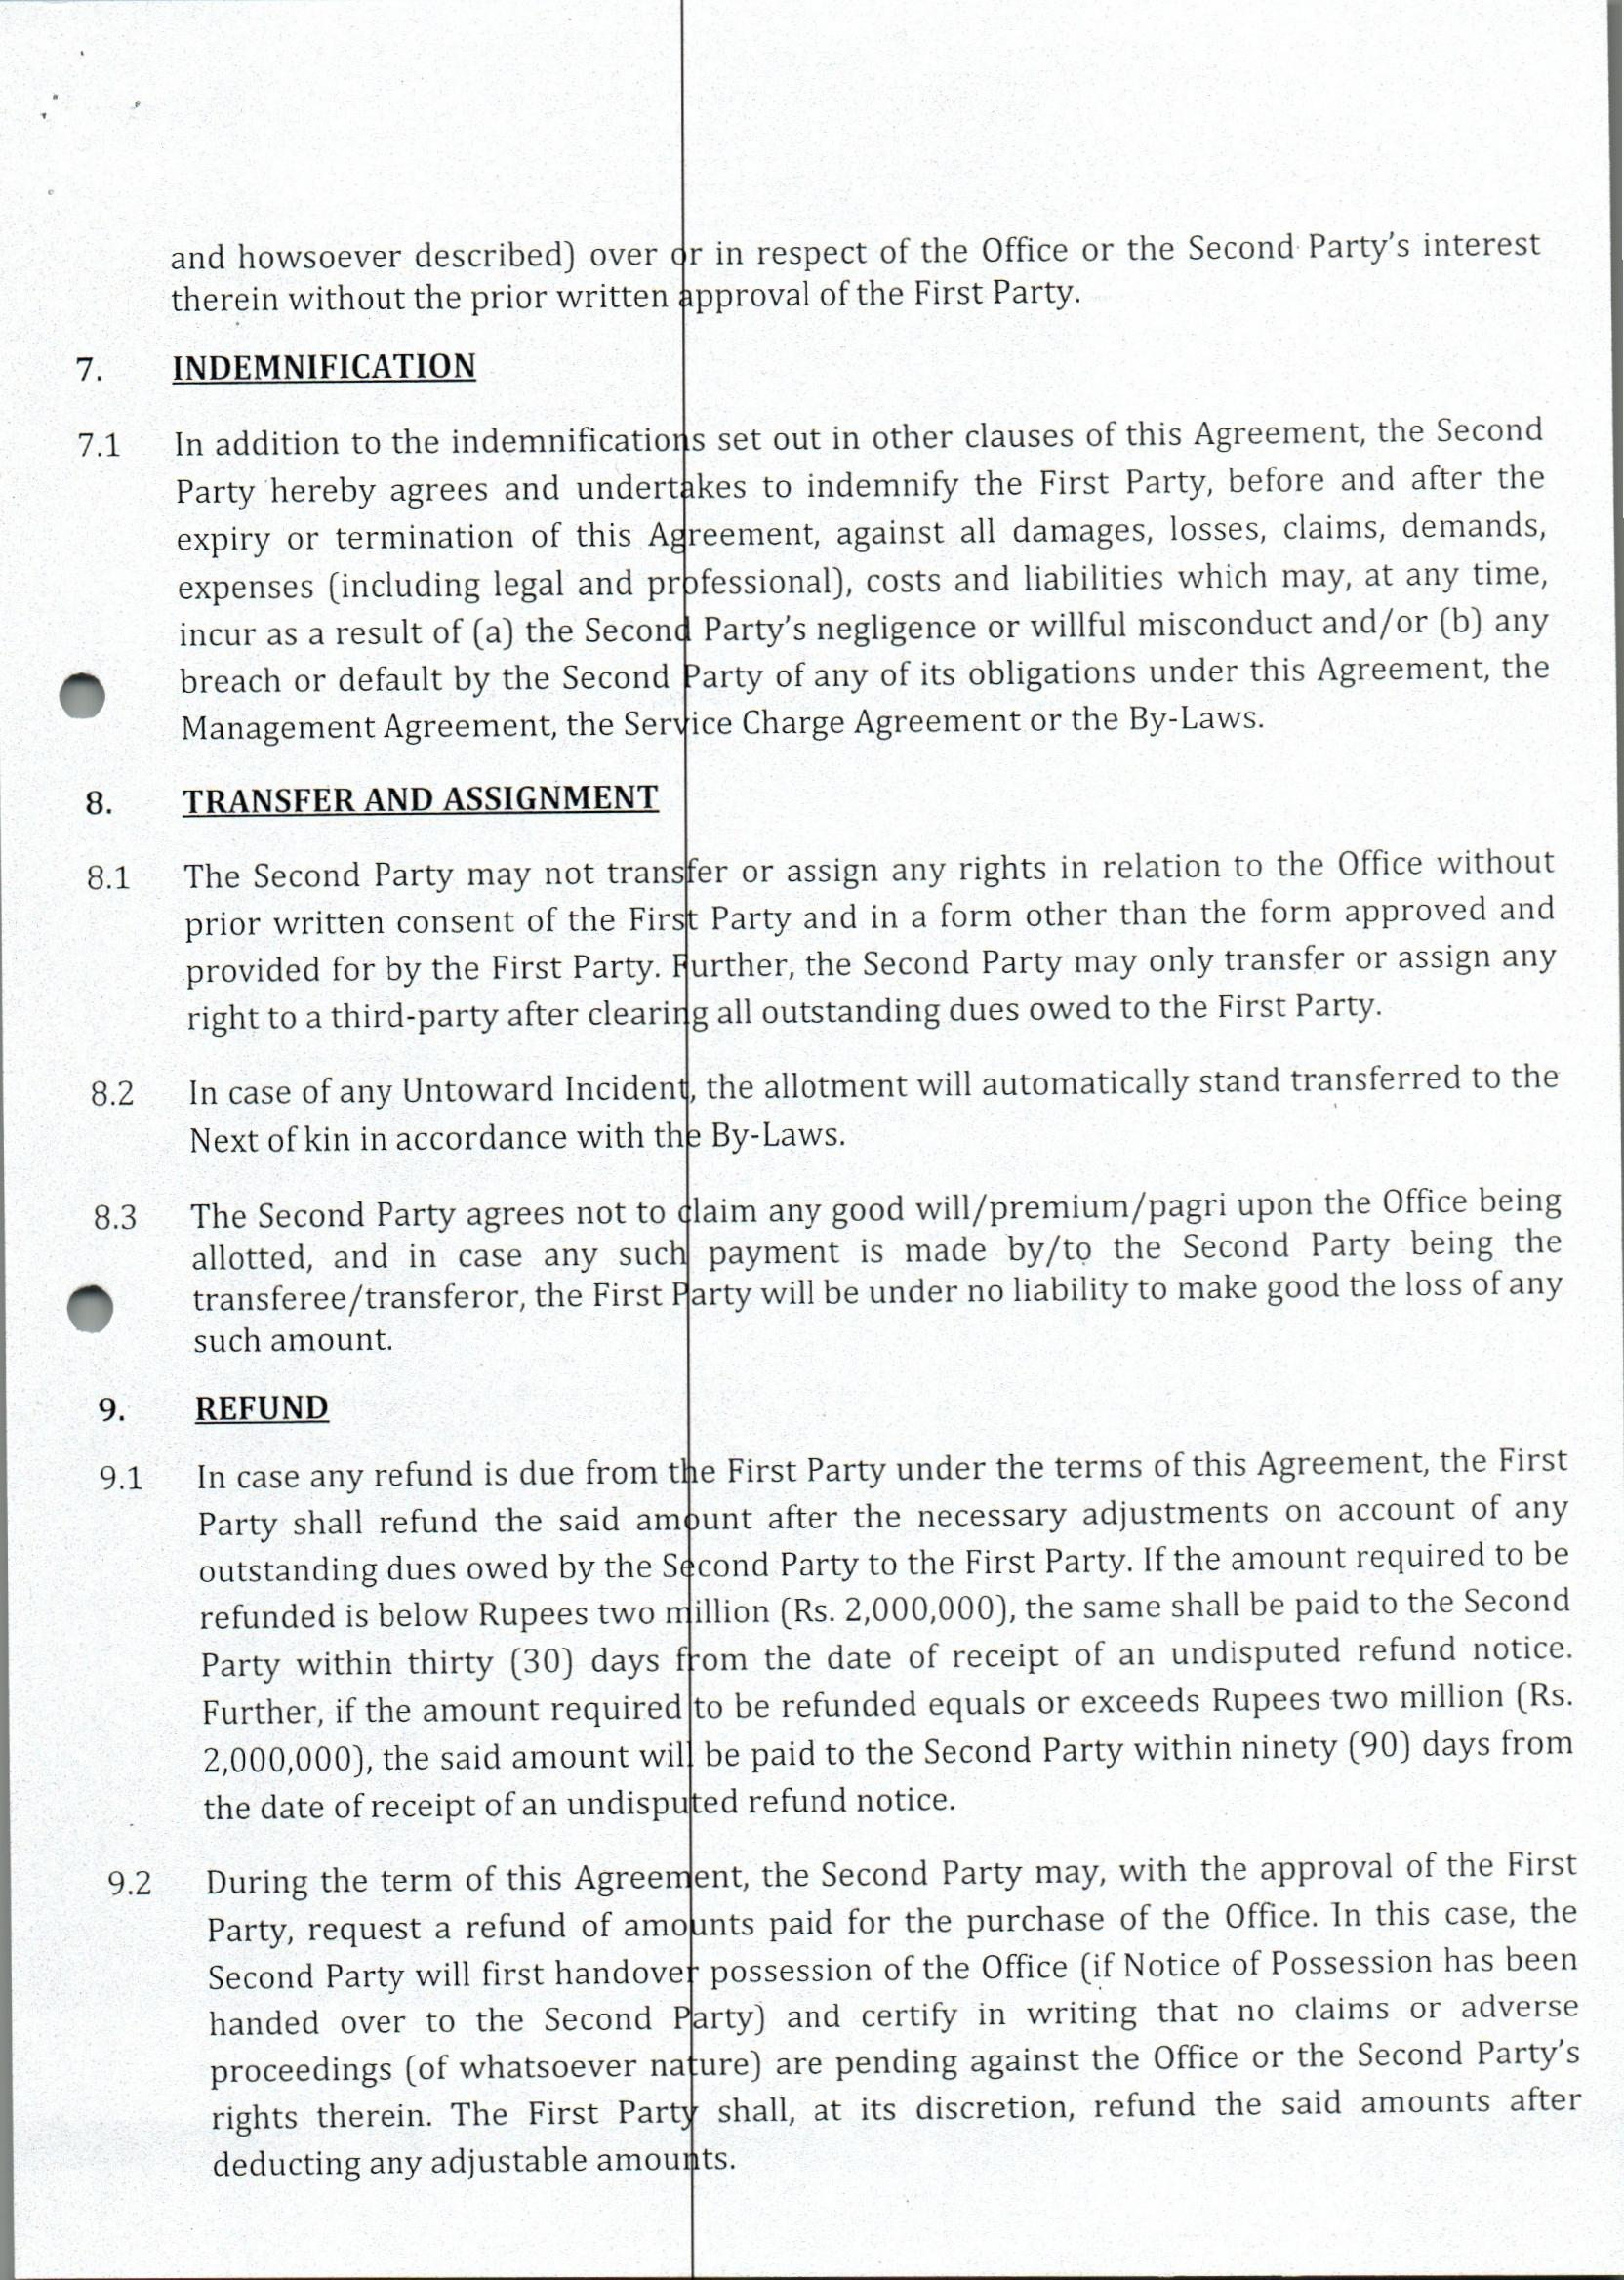 and howsoever described) over or in respect of the Office or the Second Party's interest
therein without the prior written approval of the First Party.
7. INDEMNIFICATION
7.1 In addition to the indemnifications set out in other clauses of this Agreement, the Second
Party hereby agrees and undertakes to indemnify the First Party, before and after the
expiry or termination of this Agreement, against all damages, losses, claims, demands,
expenses (including legal and professional), costs and liabilities which may, at any time,
incur as a result of (a) the Second Party's negligence or willful misconduct and/or (b) any
breach or default by the Second Party of any of its obligations under this Agreement, the
Management Agreement, the Service Charge Agreement or the By-Laws.
8. TRANSFER AND ASSIGNMENT
8.1 The Second Party may not transfer or assign any rights in relation to the Office without
prior written consent of the First Party and in a form other than the form approved and
provided for by the First Party. Further, the Second Party may only transfer or assign any
right to a third-party after clearing all outstanding dues owed to the First Party.
8.2 In case of any Untoward Incident, the allotment will automatically stand transferred to the
Next of kin in accordance with the By-Laws.
8.3 The Second Party agrees not to claim any good will/premium/pagri upon the Office being
allotted, and in case any such payment is made by/to the Second Party being the
transferee/transferor, the First Party will be under no liability to make good the loss of any
such amount.
9. REFUND
9.1 In case any refund is due from the First Party under the terms of this Agreement, the First
Party shall refund the said amount after the necessary adjustments on account of any
outstanding dues owed by the Second Party to the First Party. If the amount required to be
refunded is below Rupees two million (Rs. 2,000,000), the same shall be paid to the Second
Party within thirty (30) days from the date of receipt of an undisputed refund notice.
Further, if the amount required to be refunded equals or exceeds Rupees two million (Rs.
2,000,000), the said amount will be paid to the Second Party within ninety (90) days from
the date of receipt of an undisputed refund notice.
9.2 During the term of this Agreement, the Second Party may, with the approval of the First
Party, request a refund of amounts paid for the purchase of the Office. In this case, the
Second Party will first handover possession of the Office (if Notice of Possession has been
handed over to the Second Party) and certify in writing that no claims or adverse
proceedings (of whatsoever nature) are pending against the Office or the Second Party's
rights therein. The First Party shall, at its discretion, refund the said amounts after
deducting any adjustable amounts.